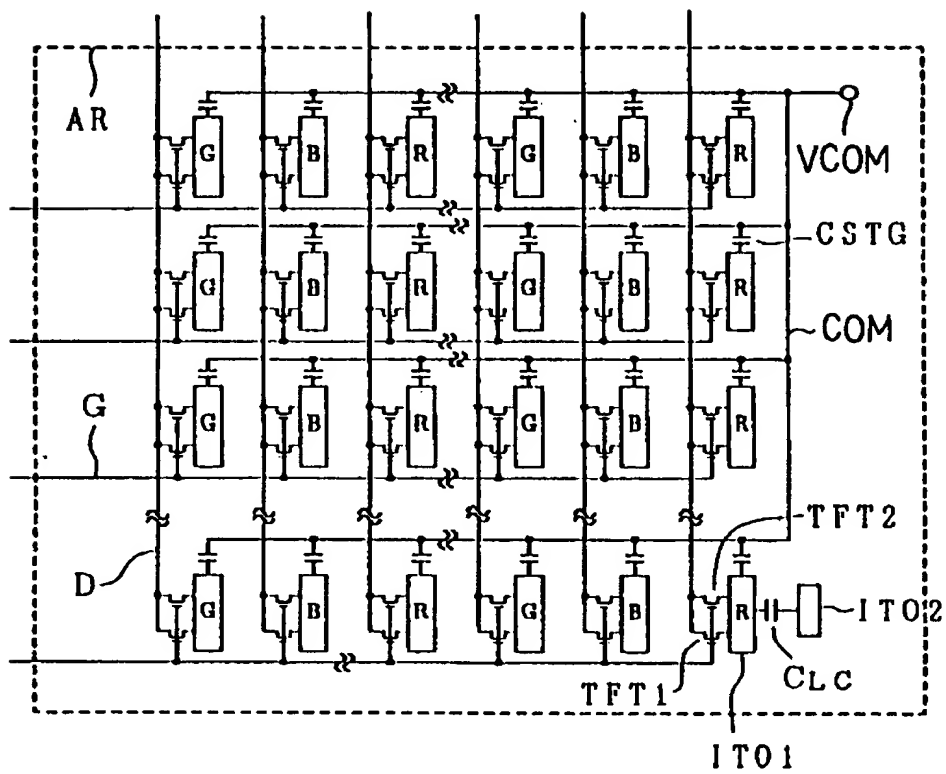 AR
G B R G B R
VCOM
G B R G B R
CSTG
COM
G
G B R G B R
TFT2
D
G B R G B R
ITO2
CLC
TFT1
ITO1